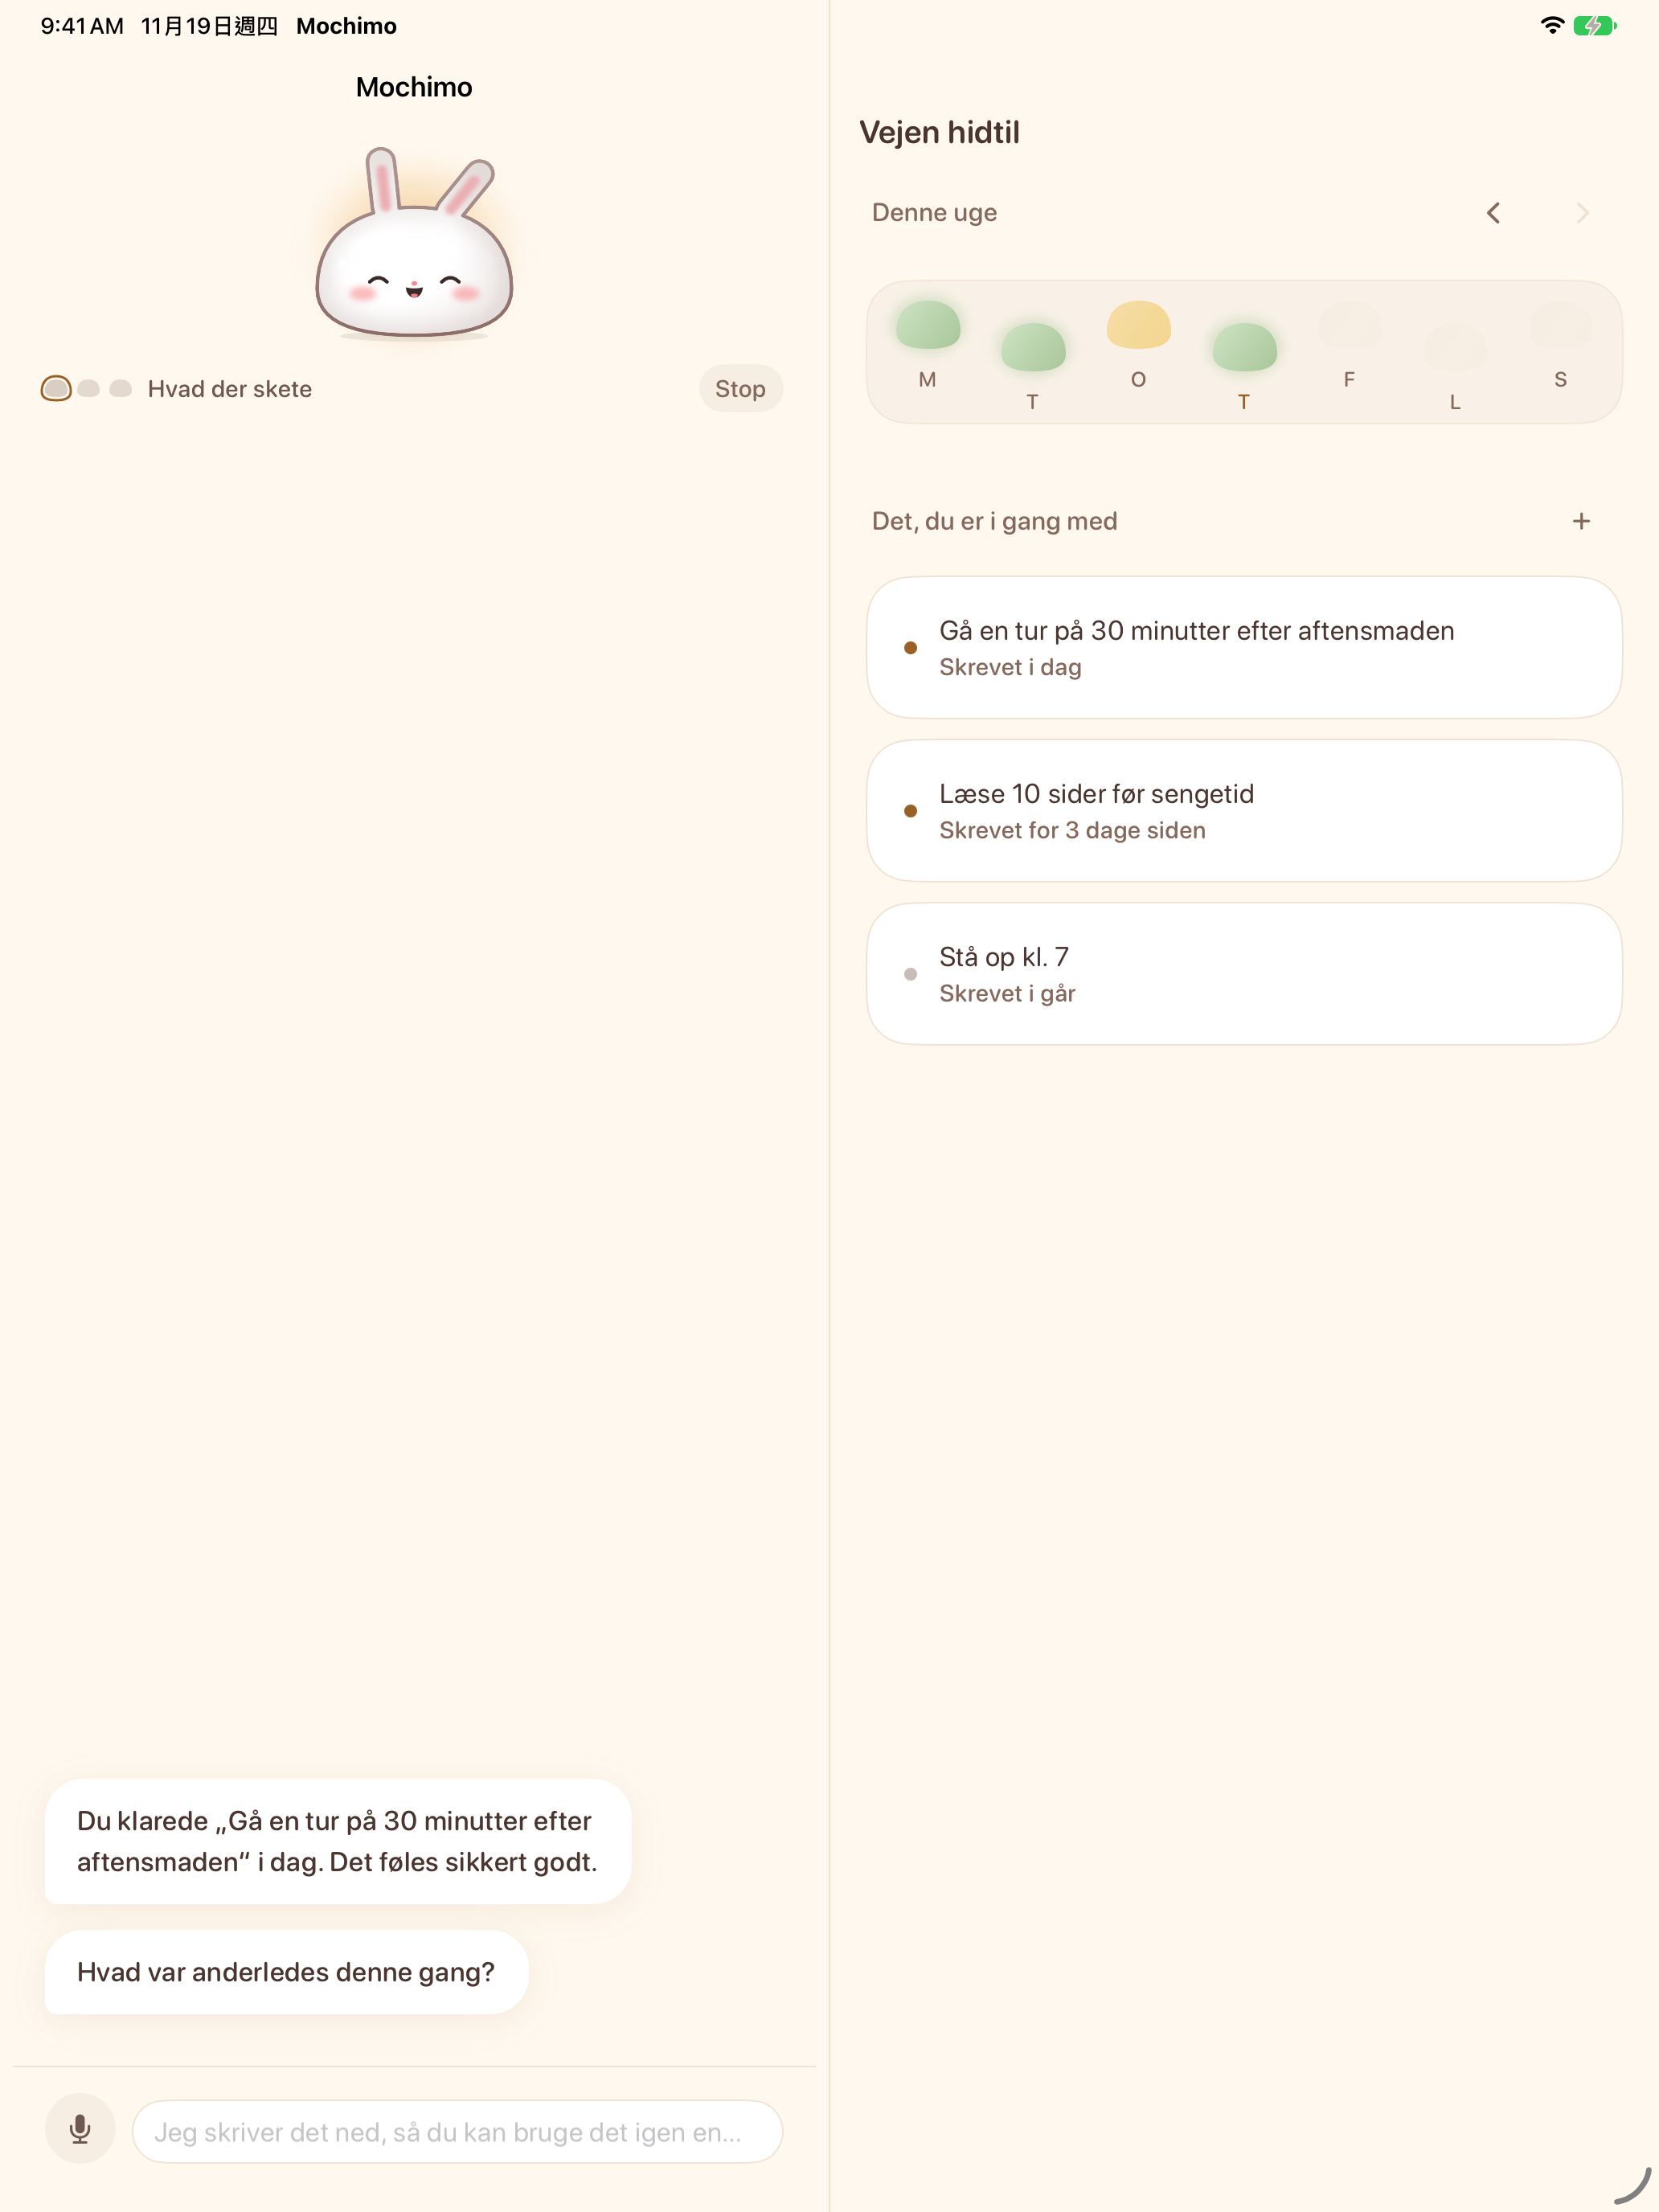 9:41 AM 11月19日週四 Mochimo
Mochimo
Hvad der skete
Stop
Du klarede „Gå en tur på 30 minutter efter
aftensmaden“ i dag. Det føles sikkert godt.
Hvad var anderledes denne gang?
Jeg skriver det ned, så du kan bruge det igen en...
Vejen hidtil
Denne uge
M
T
O
T
F
L
S
Det, du er i gang med
Gå en tur på 30 minutter efter aftensmaden
Skrevet i dag
Læse 10 sider før sengetid
Skrevet for 3 dage siden
Stå op kl. 7
Skrevet i går